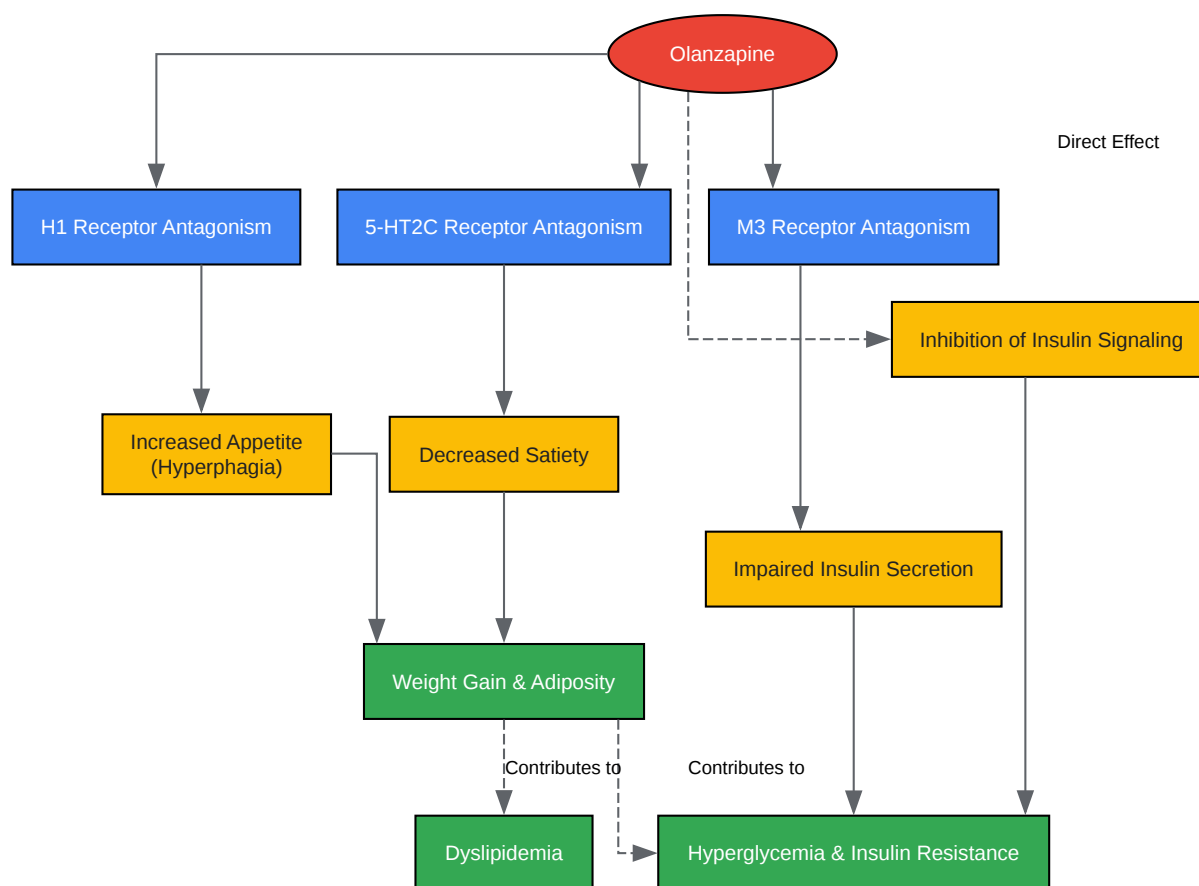 Olanzapine
Direct Effect
H1 Receptor Antagonism
5-HT2C Receptor Antagonism
M3 Receptor Antagonism
Inhibition of Insulin Signaling
Increased Appetite
(Hyperphagia)
Decreased Satiety
Impaired Insulin Secretion
Weight Gain & Adiposity
Contributes to
Contributes to
Dyslipidemia
Hyperglycemia & Insulin Resistance